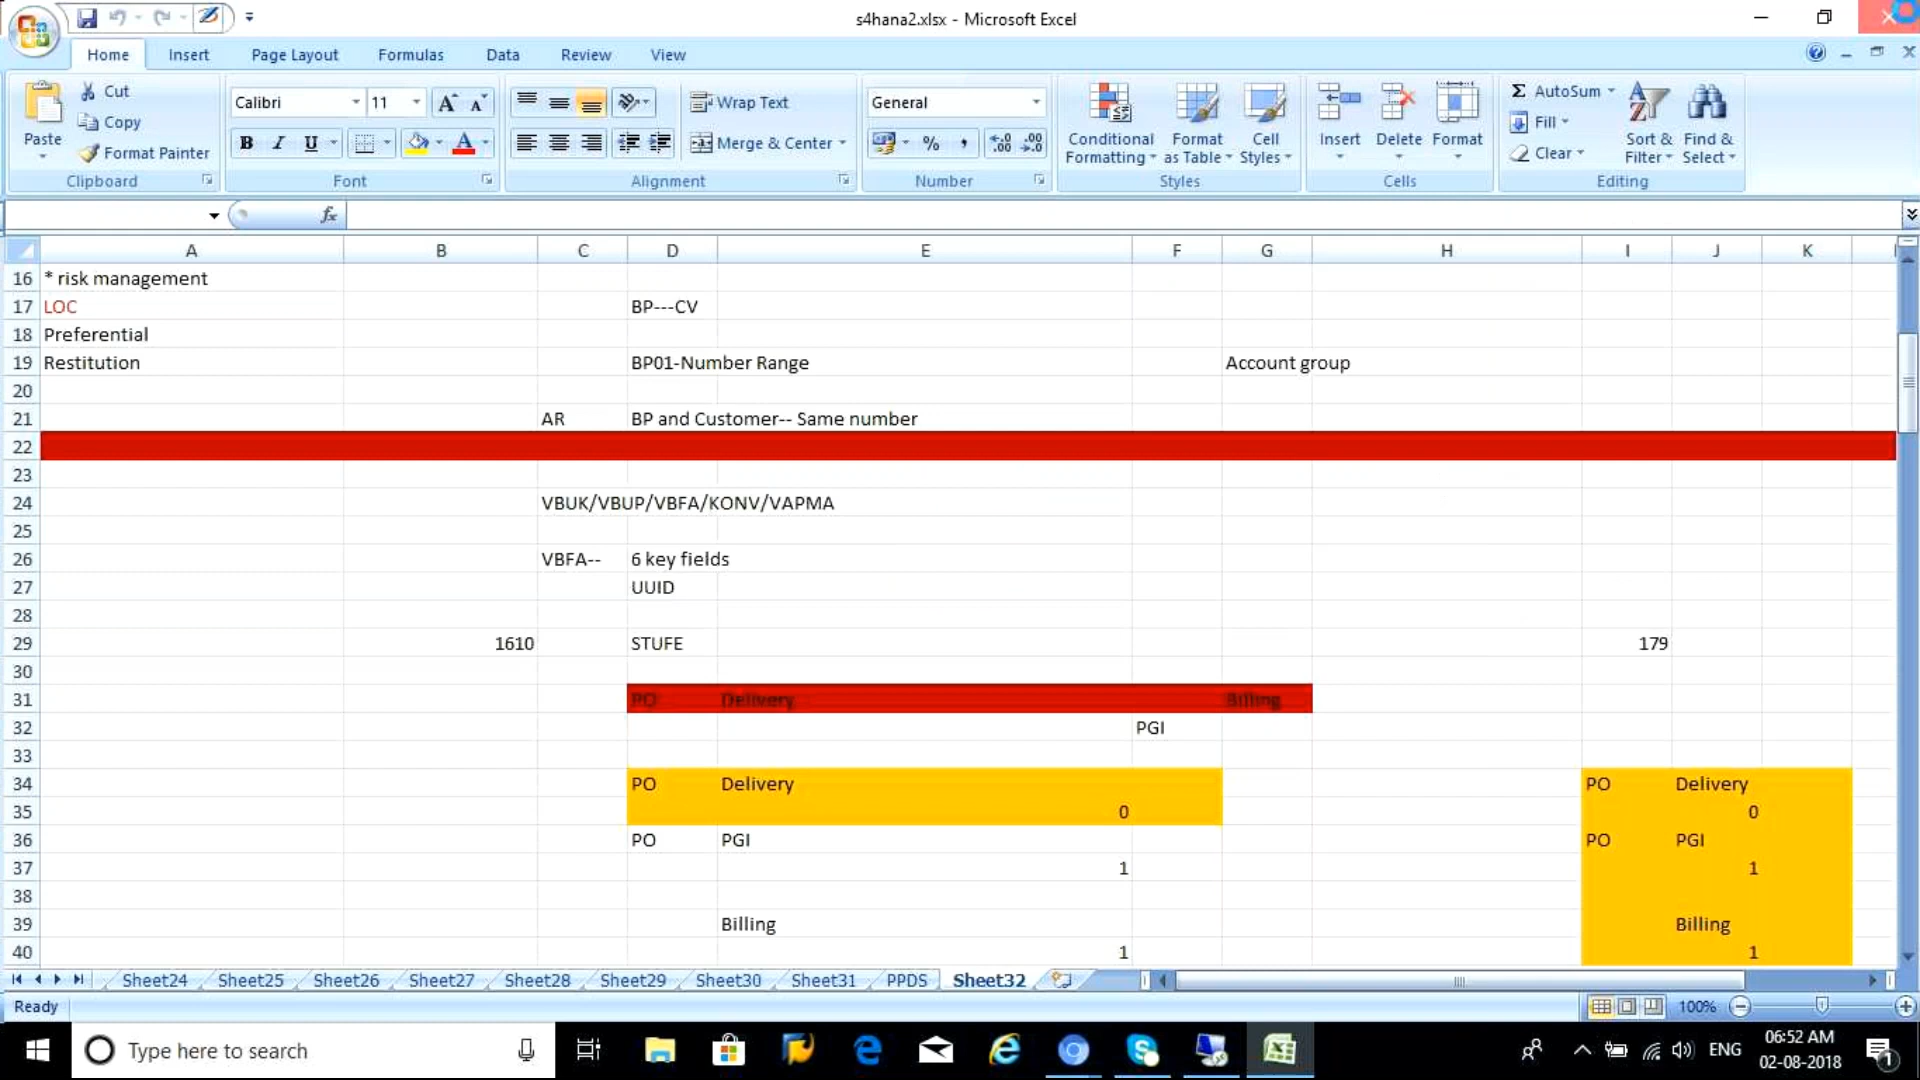 s4hana2.xlsx - Microsoft Excel
Home Insert Page Layout Formulas Data Review View
Paste
Cut
Copy
Format Painter
Clipboard
Calibri 11
B I U
Font
Wrap Text
Merge & Center
Alignment
General
% ,
Number
Conditional Formatting
Format as Table
Cell Styles
Styles
Insert Delete Format
Cells
Σ AutoSum
Fill
Clear
Sort & Filter
Find & Select
Editing
fx
A B C D E F G H I J K
16 * risk management
17 LOC BP---CV
18 Preferential
19 Restitution BP01-Number Range Account group
20
21 AR BP and Customer-- Same number
22
23
24 VBUK/VBUP/VBFA/KONV/VAPMA
25
26 VBFA-- 6 key fields
27 UUID
28
29 1610 STUFE 179
30
31 PO Delivery Billing
32 PGI
33
34 PO Delivery PO Delivery
35 0 0
36 PO PGI PO PGI
37 1 1
38
39 Billing Billing
40 1 1
Sheet24 Sheet25 Sheet26 Sheet27 Sheet28 Sheet29 Sheet30 Sheet31 PPDS Sheet32
Ready 100%
Type here to search ENG 06:52 AM
02-08-2018
1